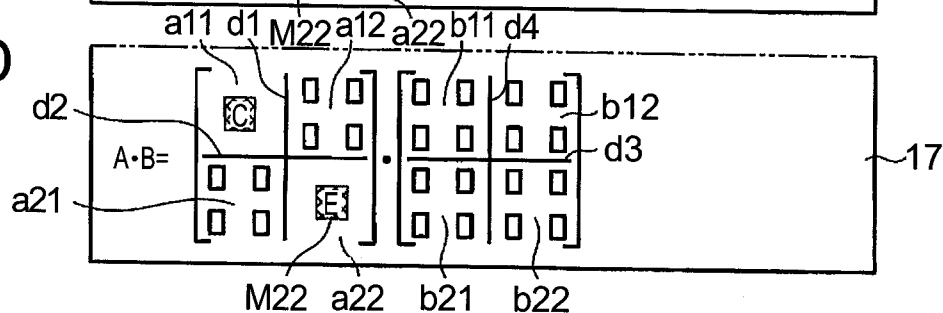 a11 d1 M22 a12 a22 b11 d4
d2 C b12
A•B= • d3 17
a21 E
M22 a22 b21 b22